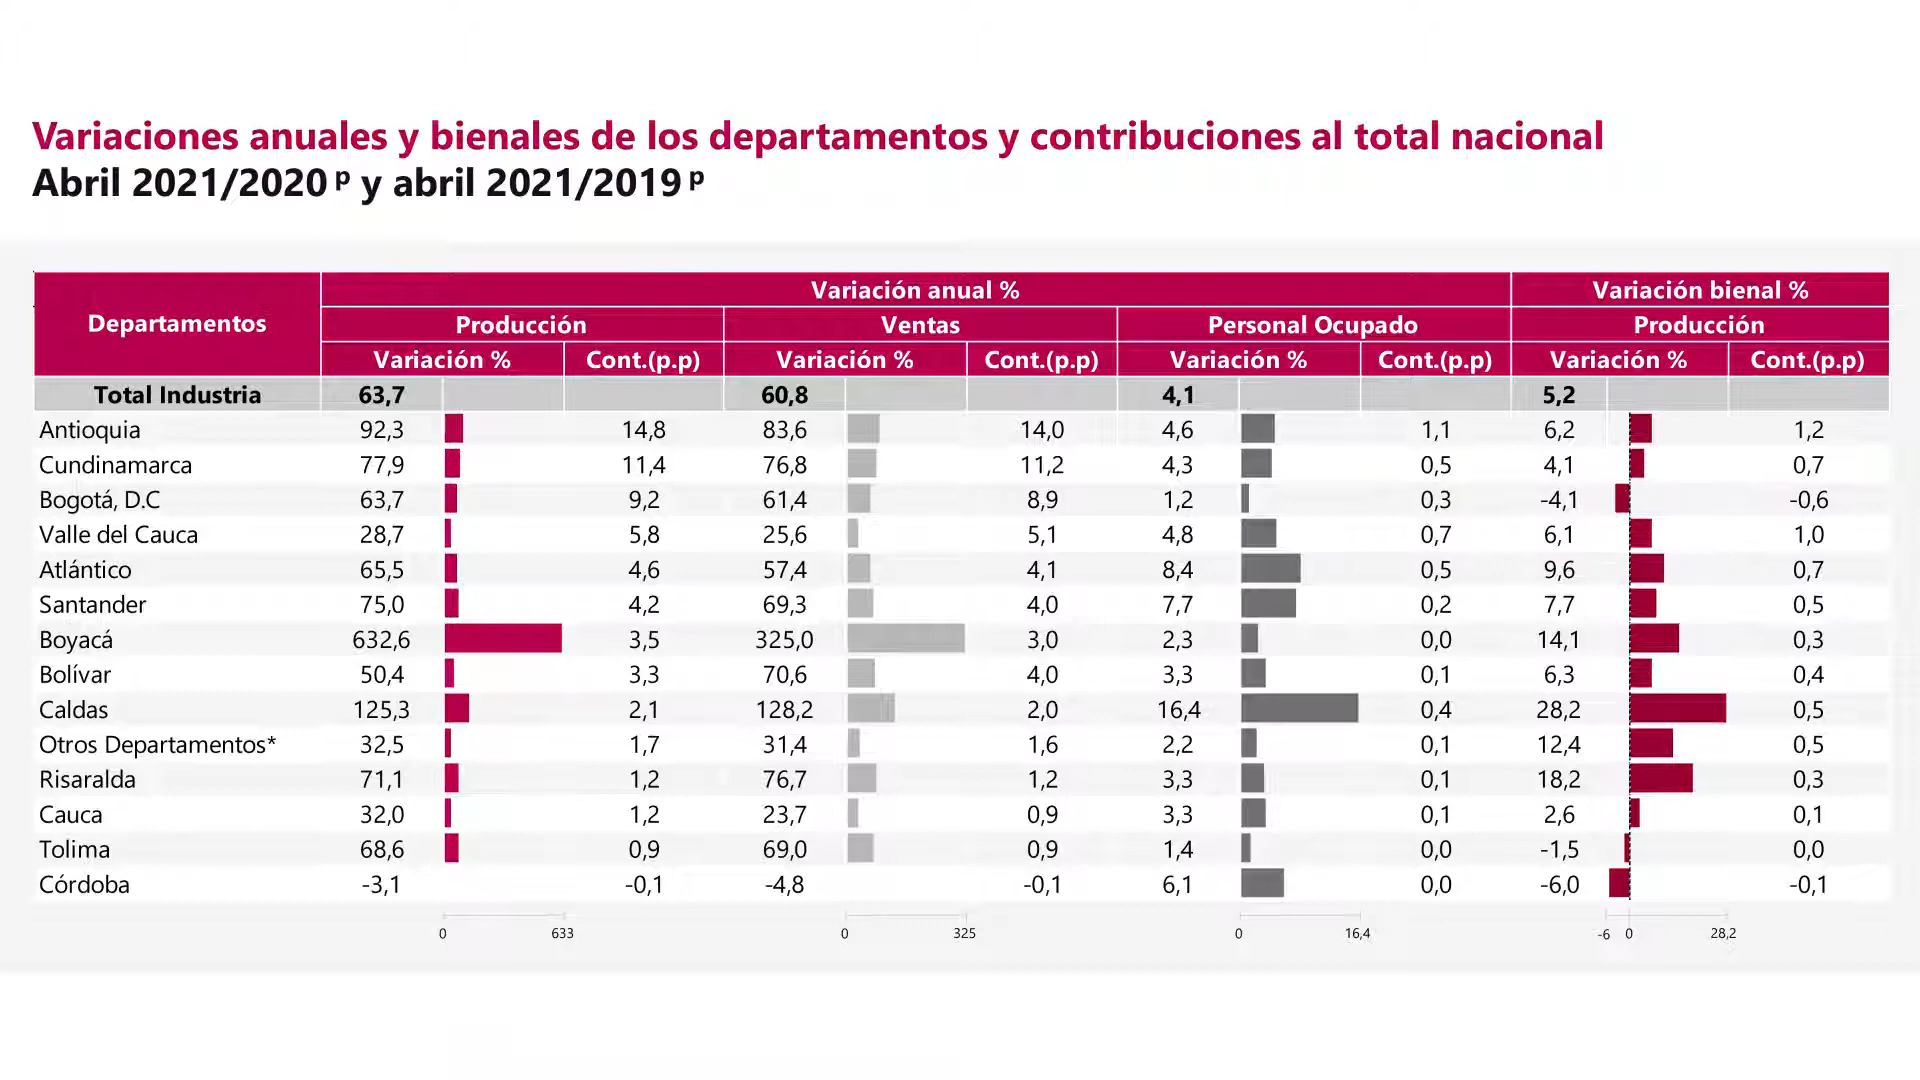 Variaciones anuales y bienales de los departamentos y contribuciones al total nacional
Abril 2021/2020 p y abril 2021/2019 p
Departamentos Variación anual % Variación bienal %
Producción Ventas Personal Ocupado Producción
Variación % Cont.(p.p) Variación % Cont.(p.p) Variación % Cont.(p.p) Variación % Cont.(p.p)
Total Industria 63,7 60,8 4,1 5,2
Antioquia 92,3 14,8 83,6 14,0 4,6 1,1 6,2 1,2
Cundinamarca 77,9 11,4 76,8 11,2 4,3 0,5 4,1 0,7
Bogotá, D.C 63,7 9,2 61,4 8,9 1,2 0,3 -4,1 -0,6
Valle del Cauca 28,7 5,8 25,6 5,1 4,8 0,7 6,1 1,0
Atlántico 65,5 4,6 57,4 4,1 8,4 0,5 9,6 0,7
Santander 75,0 4,2 69,3 4,0 7,7 0,2 7,7 0,5
Boyacá 632,6 3,5 325,0 3,0 2,3 0,0 14,1 0,3
Bolívar 50,4 3,3 70,6 4,0 3,3 0,1 6,3 0,4
Caldas 125,3 2,1 128,2 2,0 16,4 0,4 28,2 0,5
Otros Departamentos* 32,5 1,7 31,4 1,6 2,2 0,1 12,4 0,5
Risaralda 71,1 1,2 76,7 1,2 3,3 0,1 18,2 0,3
Cauca 32,0 1,2 23,7 0,9 3,3 0,1 2,6 0,1
Tolima 68,6 0,9 69,0 0,9 1,4 0,0 -1,5 0,0
Córdoba -3,1 -0,1 -4,8 -0,1 6,1 0,0 -6,0 -0,1
0 633 0 325 0 16,4 -6 0 28,2